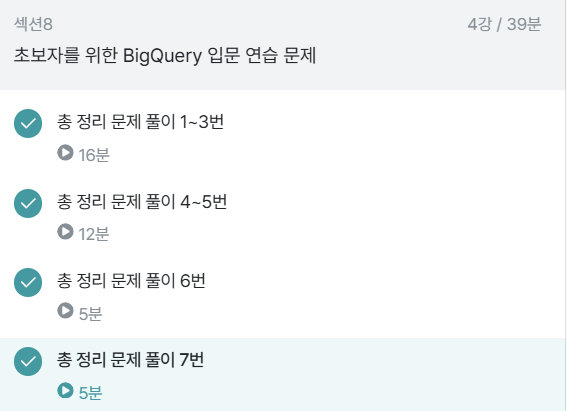 섹션8 4강 / 39분
초보자를 위한 BigQuery 입문 연습 문제
총 정리 문제 풀이 1~3번
16분
총 정리 문제 풀이 4~5번
12분
총 정리 문제 풀이 6번
5분
총 정리 문제 풀이 7번
5분